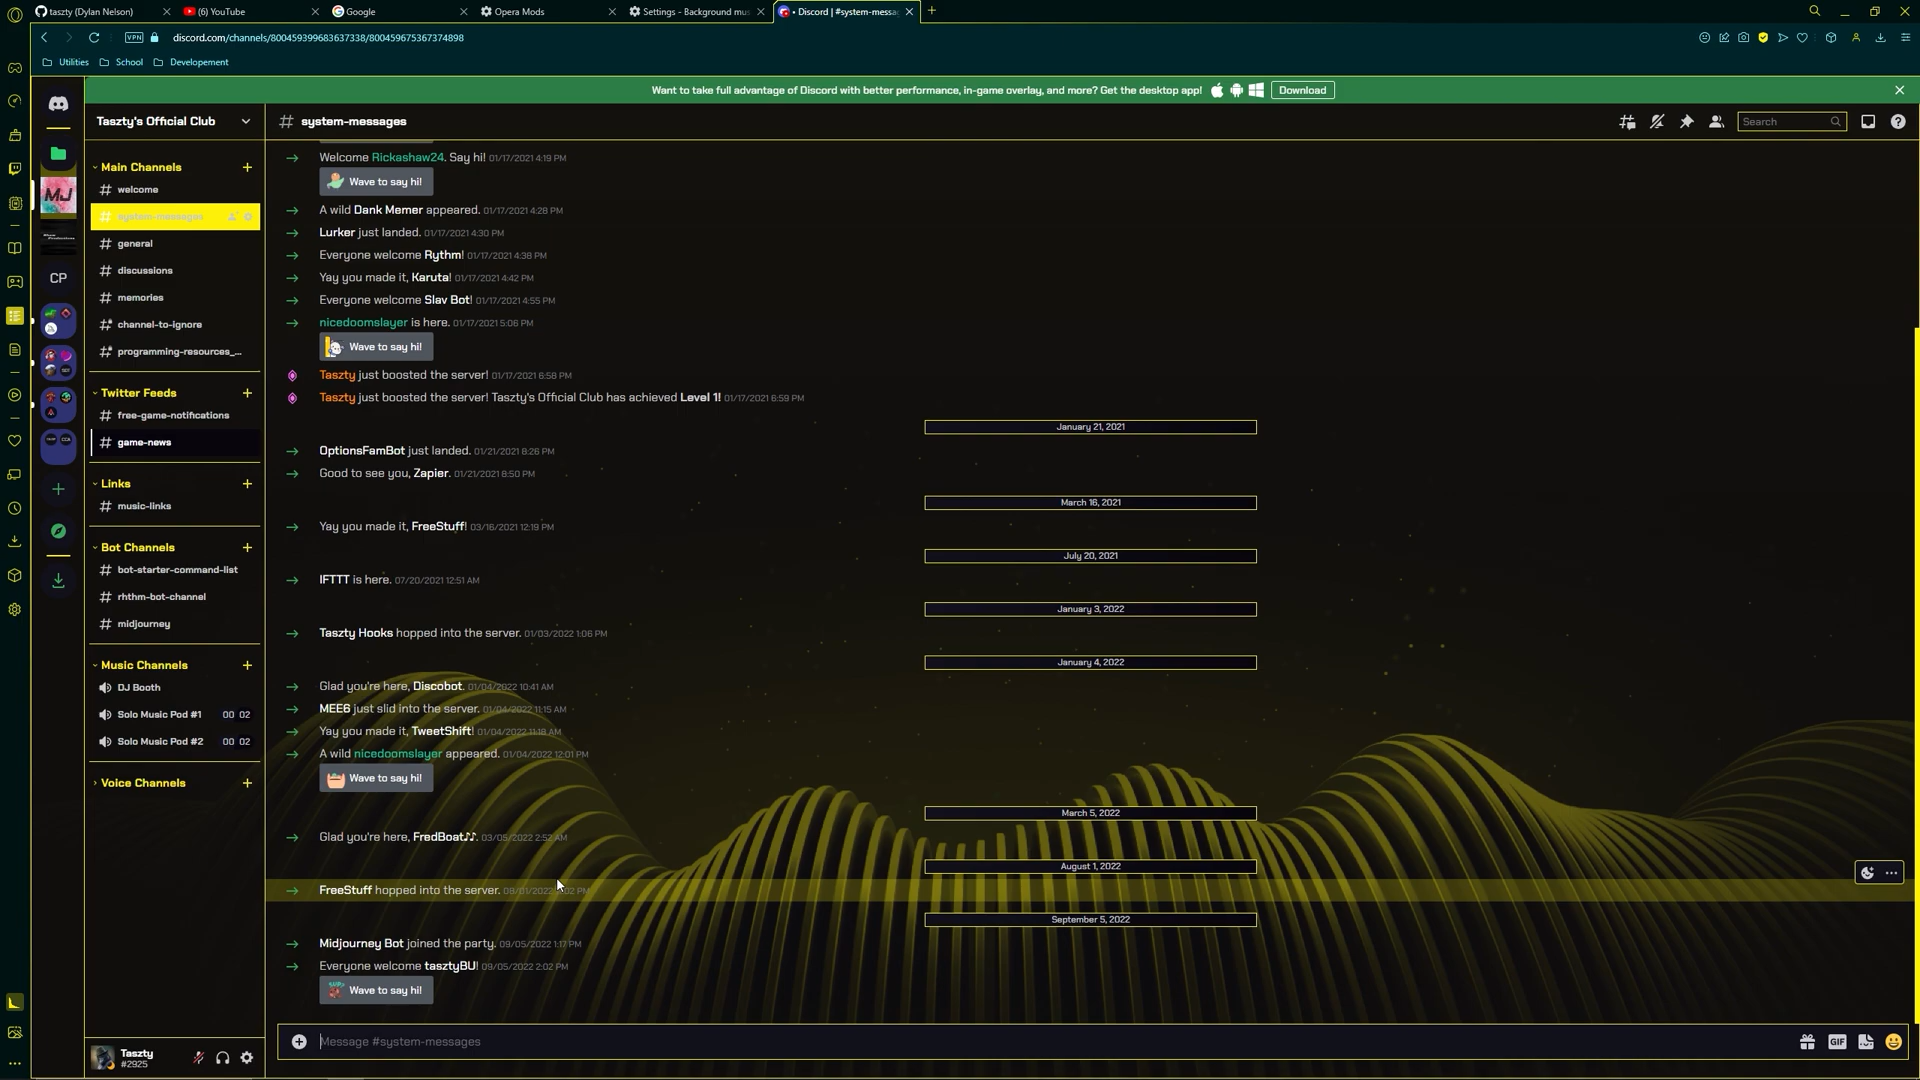 taszty (Dylan Nelson)
(6) YouTube
Google
Opera Mods
Settings - Background mu
• Discord | #system-messa
VPN
discord.com/channels/800459399683637338/800459675367374898
Utilities
School
Developement
Want to take full advantage of Discord with better performance, in-game overlay, and more? Get the desktop app!
Download
Taszty's Official Club
system-messages
Search
Main Channels
welcome
system-messages
general
discussions
memories
channel-to-ignore
programming-resources_...
Twitter Feeds
free-game-notifications
game-news
Links
music-links
Bot Channels
bot-starter-command-list
rhthm-bot-channel
midjourney
Music Channels
DJ Booth
Solo Music Pod #1 00 02
Solo Music Pod #2 00 02
Voice Channels
MJ
CP
Taszty
#2925
Welcome Rickashaw24. Say hi! 01/17/2021 4:19 PM
Wave to say hi!
A wild Dank Memer appeared. 01/17/2021 4:28 PM
Lurker just landed. 01/17/2021 4:30 PM
Everyone welcome Rythm! 01/17/2021 4:38 PM
Yay you made it, Karuta! 01/17/2021 4:42 PM
Everyone welcome Slav Bot! 01/17/2021 4:55 PM
nicedoomslayer is here. 01/17/2021 5:06 PM
Wave to say hi!
Taszty just boosted the server! 01/17/2021 6:58 PM
Taszty just boosted the server! Taszty's Official Club has achieved Level 1! 01/17/2021 6:59 PM
January 21, 2021
OptionsFamBot just landed. 01/21/2021 8:26 PM
Good to see you, Zapier. 01/21/2021 8:50 PM
March 16, 2021
Yay you made it, FreeStuff! 03/16/2021 12:19 PM
July 20, 2021
IFTTT is here. 07/20/2021 12:51 AM
January 3, 2022
Taszty Hooks hopped into the server. 01/03/2022 1:06 PM
January 4, 2022
Glad you're here, Discobot. 01/04/2022 10:41 AM
MEE6 just slid into the server. 01/04/2022 11:15 AM
Yay you made it, TweetShift! 01/04/2022 11:18 AM
A wild nicedoomslayer appeared. 01/04/2022 12:01 PM
Wave to say hi!
March 5, 2022
Glad you're here, FredBoat♪♪. 03/05/2022 2:52 AM
August 1, 2022
FreeStuff hopped into the server. 08/01/2022 PM
September 5, 2022
Midjourney Bot joined the party. 09/05/2022 1:17 PM
Everyone welcome tasztyBU! 09/05/2022 2:02 PM
Wave to say hi!
Message #system-messages
GIF